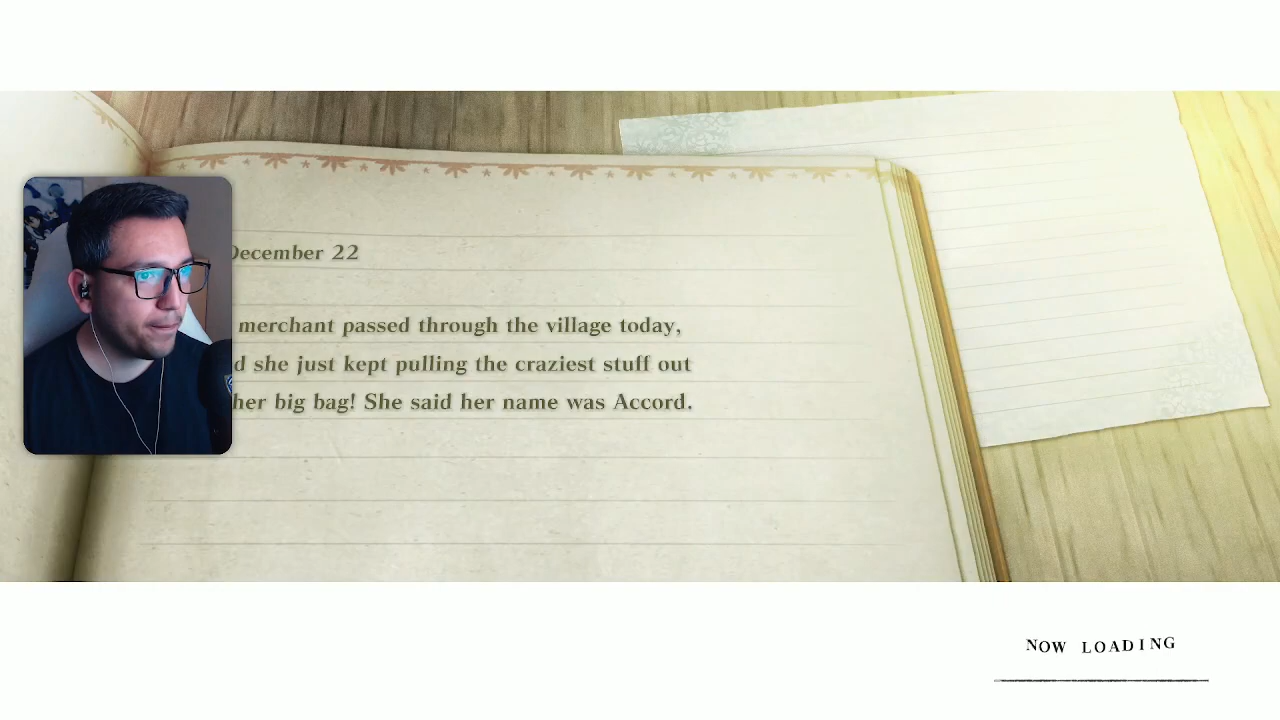 December 22
merchant passed through the village today,
she just kept pulling the craziest stuff out
her big bag! She said her name was Accord.
NOW LOADING